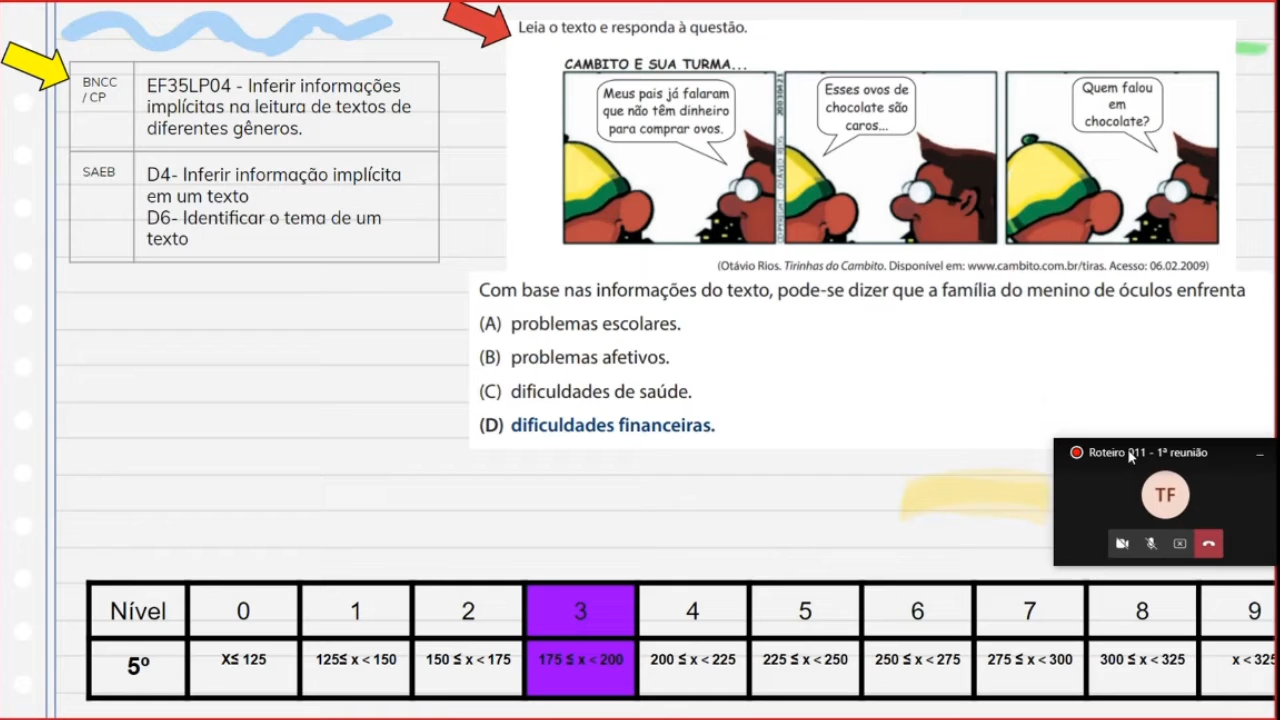 Leia o texto e responda à questão.
BNCC
/ CP
EF35LP04 - Inferir informações
implícitas na leitura de textos de
diferentes gêneros.
SAEB
D4- Inferir informação implícita
em um texto
D6- Identificar o tema de um
texto
CAMBITO E SUA TURMA...
Meus pais já falaram
que não têm dinheiro
para comprar ovos.
Esses ovos de
chocolate são
caros...
Quem falou
em
chocolate?
COPYRIGHT OTÁVIO RIOS
(Otávio Rios. Tirinhas do Cambito. Disponível em: www.cambito.com.br/tiras. Acesso: 06.02.2009)
Com base nas informações do texto, pode-se dizer que a família do menino de óculos enfrenta
(A) problemas escolares.
(B) problemas afetivos.
(C) dificuldades de saúde.
(D) dificuldades financeiras.
Roteiro 011 - 1ª reunião
TF
Nível 0 1 2 3 4 5 6 7 8 9
5º X≤ 125 125≤ x < 150 150 ≤ x < 175 175 ≤ x < 200 200 ≤ x < 225 225 ≤ x < 250 250 ≤ x < 275 275 ≤ x < 300 300 ≤ x < 325 x < 325